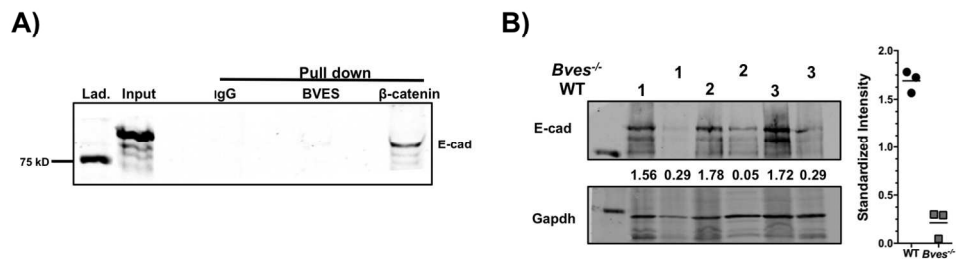 A)
Pull down
Lad. Input IgG BVES β-catenin
E-cad
75 kD
B)
Bves-/- 1 2 3
WT 1 2 3
E-cad
1.56 0.29 1.78 0.05 1.72 0.29
Gapdh
Standardized Intensity
2.0
1.5
1.0
0.5
0.0
WT Bves-/-